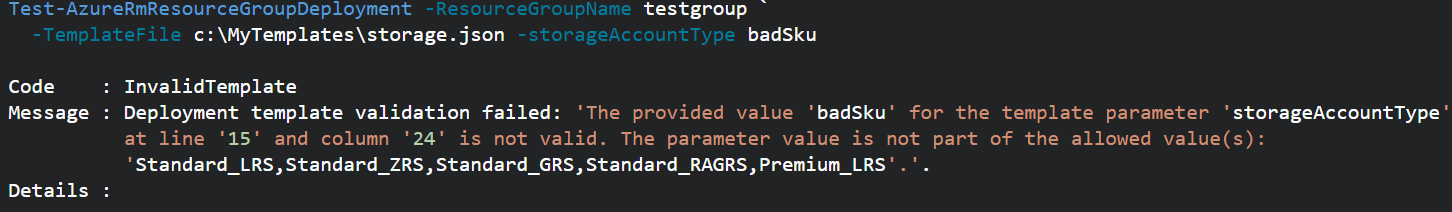 Test-AzureRmResourceGroupDeployment -ResourceGroupName testgroup `
-TemplateFile c:\MyTemplates\storage.json -storageAccountType badSku
Code : InvalidTemplate
Message : Deployment template validation failed: 'The provided value 'badSku' for the template parameter 'storageAccountType'
at line '15' and column '24' is not valid. The parameter value is not part of the allowed value(s):
'Standard_LRS,Standard_ZRS,Standard_GRS,Standard_RAGRS,Premium_LRS'.'.
Details :